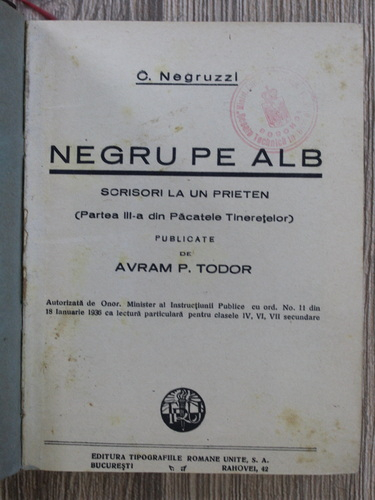 C. Negruzzi
NEGRU PE ALB
SCRISORI LA UN PRIETEN
(Partea III-a din Păcatele Tinerețelor)
PUBLICATE
DE
AVRAM P. TODOR
Autorizată de Onor. Minister al Instrucțiunii Publice cu ord. No. 11 din
18 Ianuarie 1936 ca lectură particulară pentru clasele IV, VI, VII secundare
EDITURA TIPOGRAFIILE ROMANE UNITE, S. A.
BUCUREȘTI RAHOVEI, 42